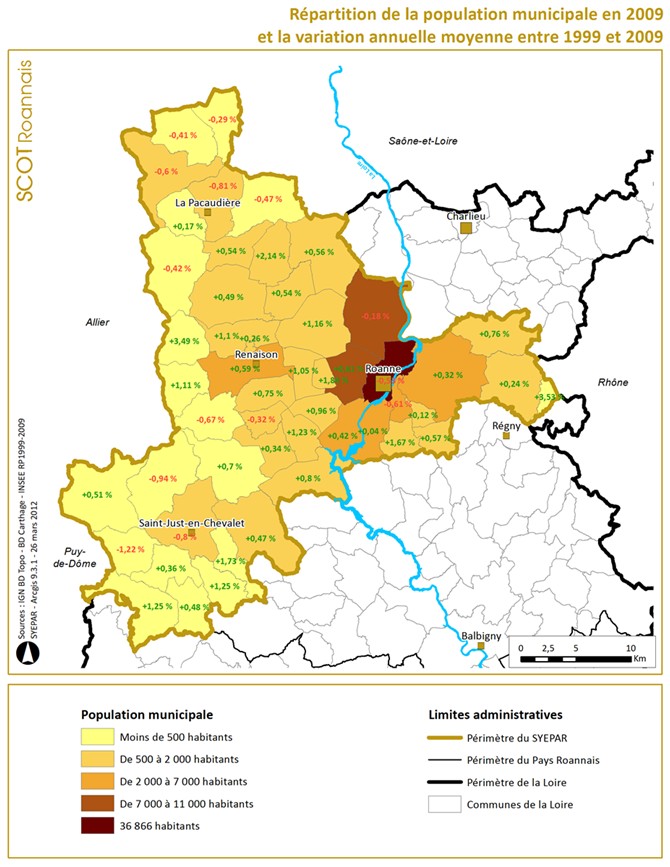 Répartition de la population municipale en 2009
et la variation annuelle moyenne entre 1999 et 2009
SCOT Roannais
-0,29 %
-0,41 %
Saône-et-Loire
-0,6 %
-0,81 %
-0,47 %
La Pacaudière
Charlieu
+0,17 %
+0,54 %
+2,14 %
+0,56 %
-0,42 %
+0,49 %
+0,54 %
-0,18 %
Allier
+1,16 %
+0,76 %
+3,49 %
+1,1 %
+0,26 %
Renaison
+0,59 %
+1,05 %
Roanne
+0,32 %
+0,24 %
Rhône
+1,11 %
+0,75 %
+3,53
-0,61 %
-0,67 %
-0,32 %
+0,96 %
+0,12 %
Régny
+1,23 %
+0,42 %
+0,04 %
+1,67 %
+0,57 %
+0,34 %
+0,7 %
-0,94 %
+0,8 %
+0,51 %
Saint-Just-en-Chevalet
-0,8 %
+0,47 %
-1,22 %
Puy-
de-Dôme
+0,36 %
+1,73 %
+1,25 %
+1,25 %
+0,48 %
Balbigny
0 2,5 5 10
Km
Sources : IGN BD Topo - BD Carthage - INSEE RP1999-2009
SYEPAR - Arcgis 9.3.1 - 26 mars 2012
Population municipale
Moins de 500 habitants
De 500 à 2 000 habitants
De 2 000 à 7 000 habitants
De 7 000 à 11 000 habitants
36 866 habitants
Limites administratives
Périmètre du SYEPAR
Périmètre du Pays Roannais
Périmètre de la Loire
Communes de la Loire